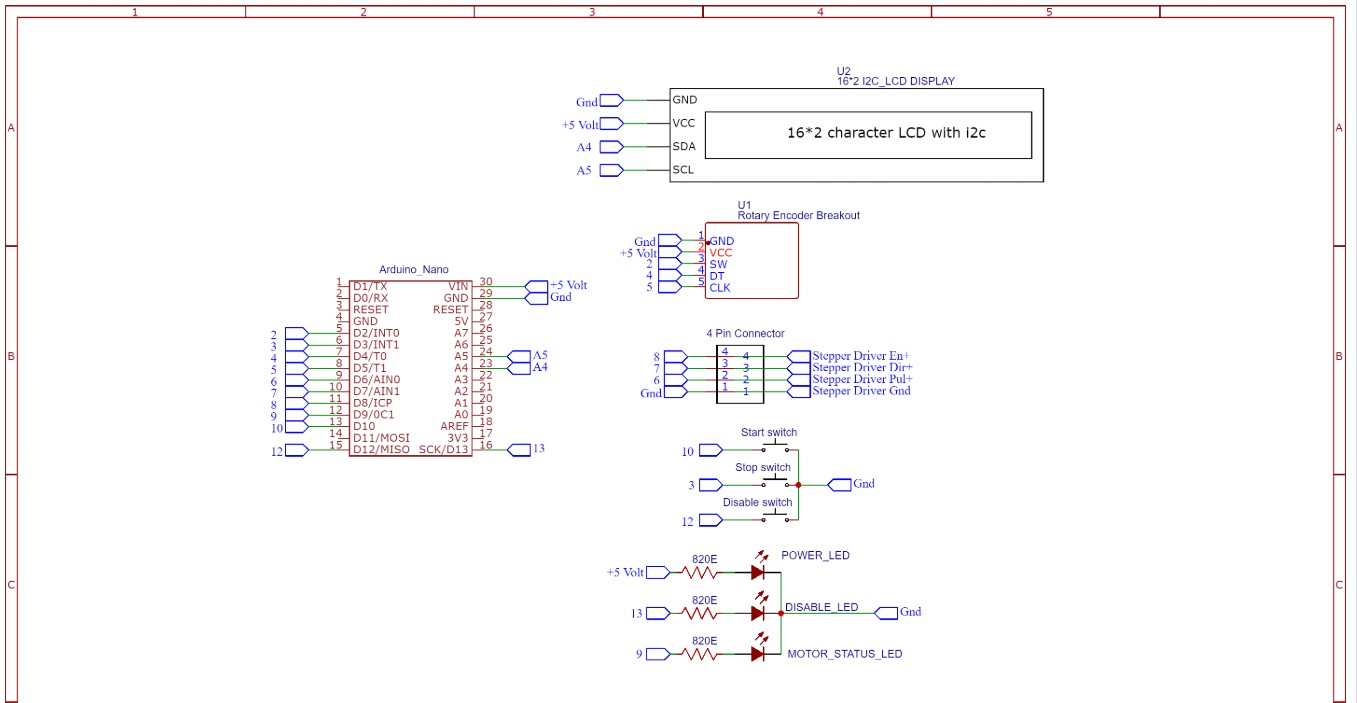 1 2 3 4 5
A A
B B
C C
U2
16*2 I2C_LCD DISPLAY
Gnd GND
+5 Volt VCC
A4 SDA
A5 SCL
16*2 character LCD with i2c
U1
Rotary Encoder Breakout
Gnd 1 GND
+5 Volt 2 VCC
2 3 SW
4 4 DT
5 5 CLK
Arduino_Nano
1 D1/TX VIN 30 +5 Volt
2 D0/RX GND 29 Gnd
3 RESET RESET 28
4 GND 5V 27
2 5 D2/INT0 A7 26
3 6 D3/INT1 A6 25
4 7 D4/T0 A5 24 A5
5 8 D5/T1 A4 23 A4
6 9 D6/AIN0 A3 22
7 10 D7/AIN1 A2 21
8 11 D8/ICP A1 20
9 12 D9/0C1 A0 19
10 13 D10 AREF 18
14 D11/MOSI 3V3 17
12 15 D12/MISO SCK/D13 16 13
4 Pin Connector
8 4 4 Stepper Driver En+
7 3 3 Stepper Driver Dir+
6 2 2 Stepper Driver Pul+
Gnd 1 1 Stepper Driver Gnd
Start switch
10
Stop switch
3 Gnd
Disable switch
12
820E POWER_LED
+5 Volt
820E DISABLE_LED
13 Gnd
820E
9 MOTOR_STATUS_LED